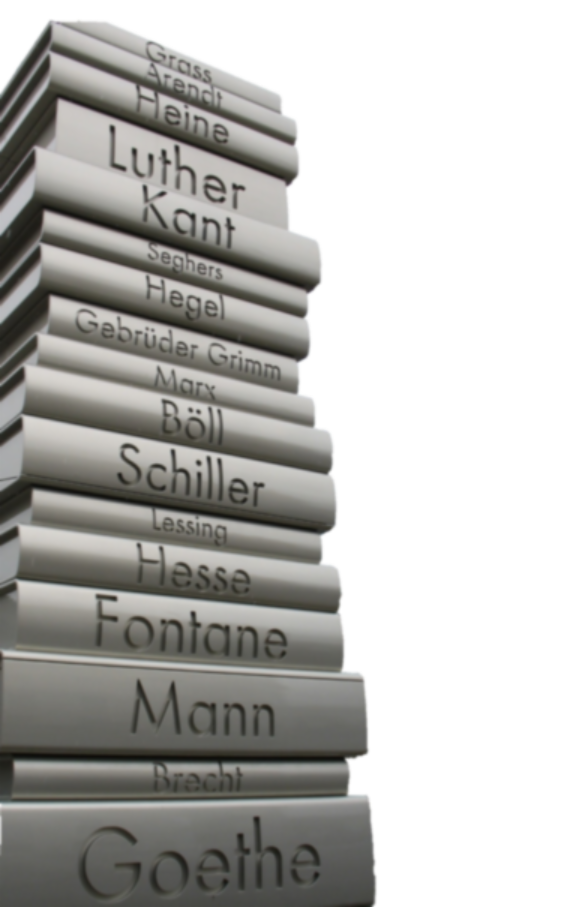 Grass
Arendt
Heine
Luther
Kant
Seghers
Hegel
Gebrüder Grimm
Marx
Böll
Schiller
Lessing
Hesse
Fontane
Mann
Brecht
Goethe